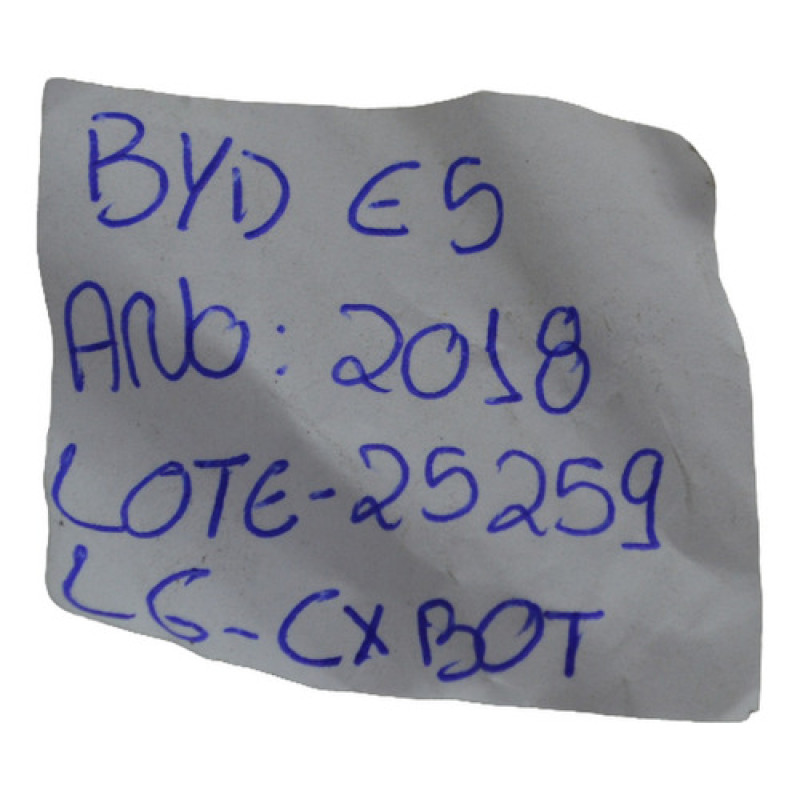 BYD E5
ANO: 2018
LOTE-25259
LG-CXBOT